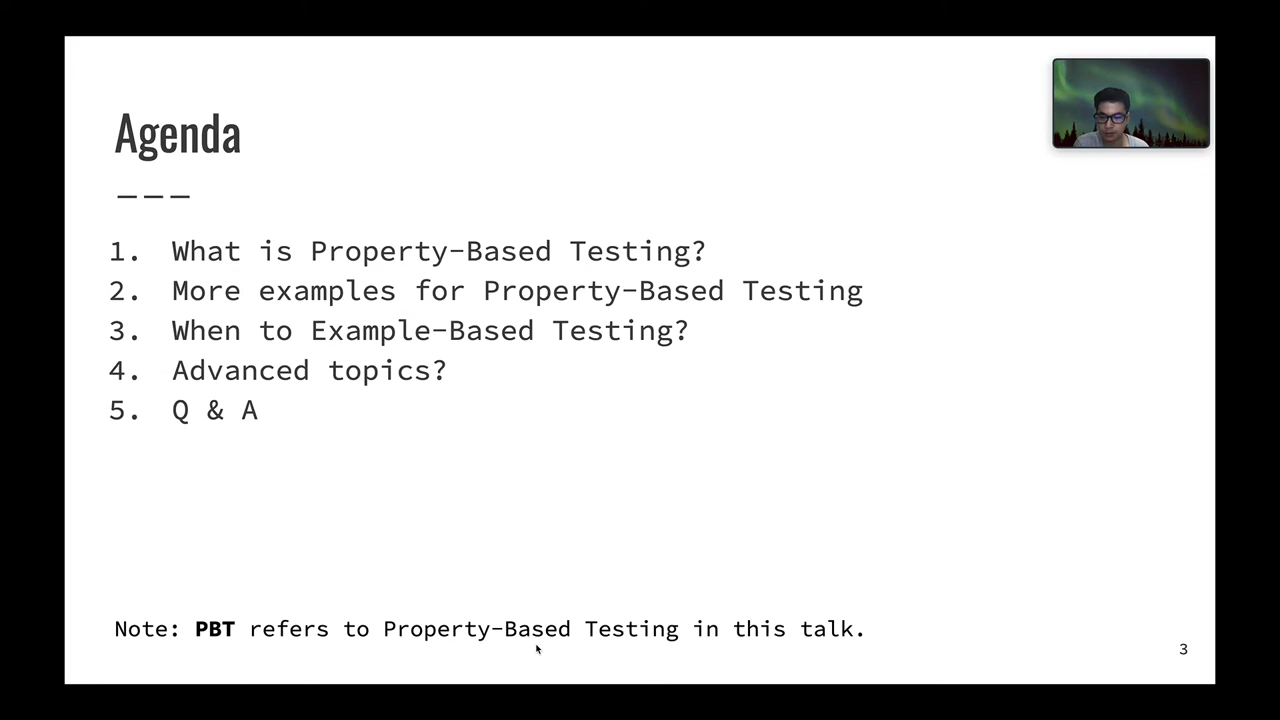 Agenda
———
1. What is Property-Based Testing?
2. More examples for Property-Based Testing
3. When to Example-Based Testing?
4. Advanced topics?
5. Q & A
Note: PBT refers to Property-Based Testing in this talk.
3